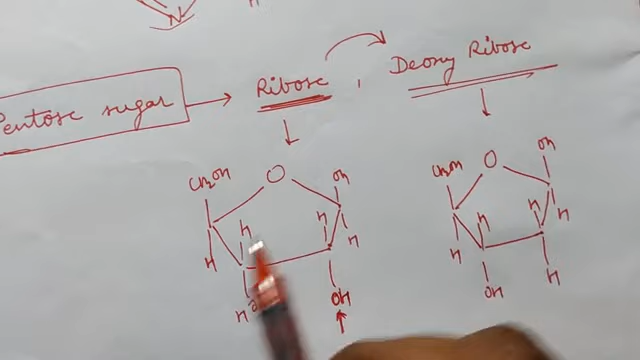 N
h
Pentose sugar → Ribose , Deoxy Ribose
CH2OH O OH
H h h H
H OH
CH2OH O OH
H h h H
OH H